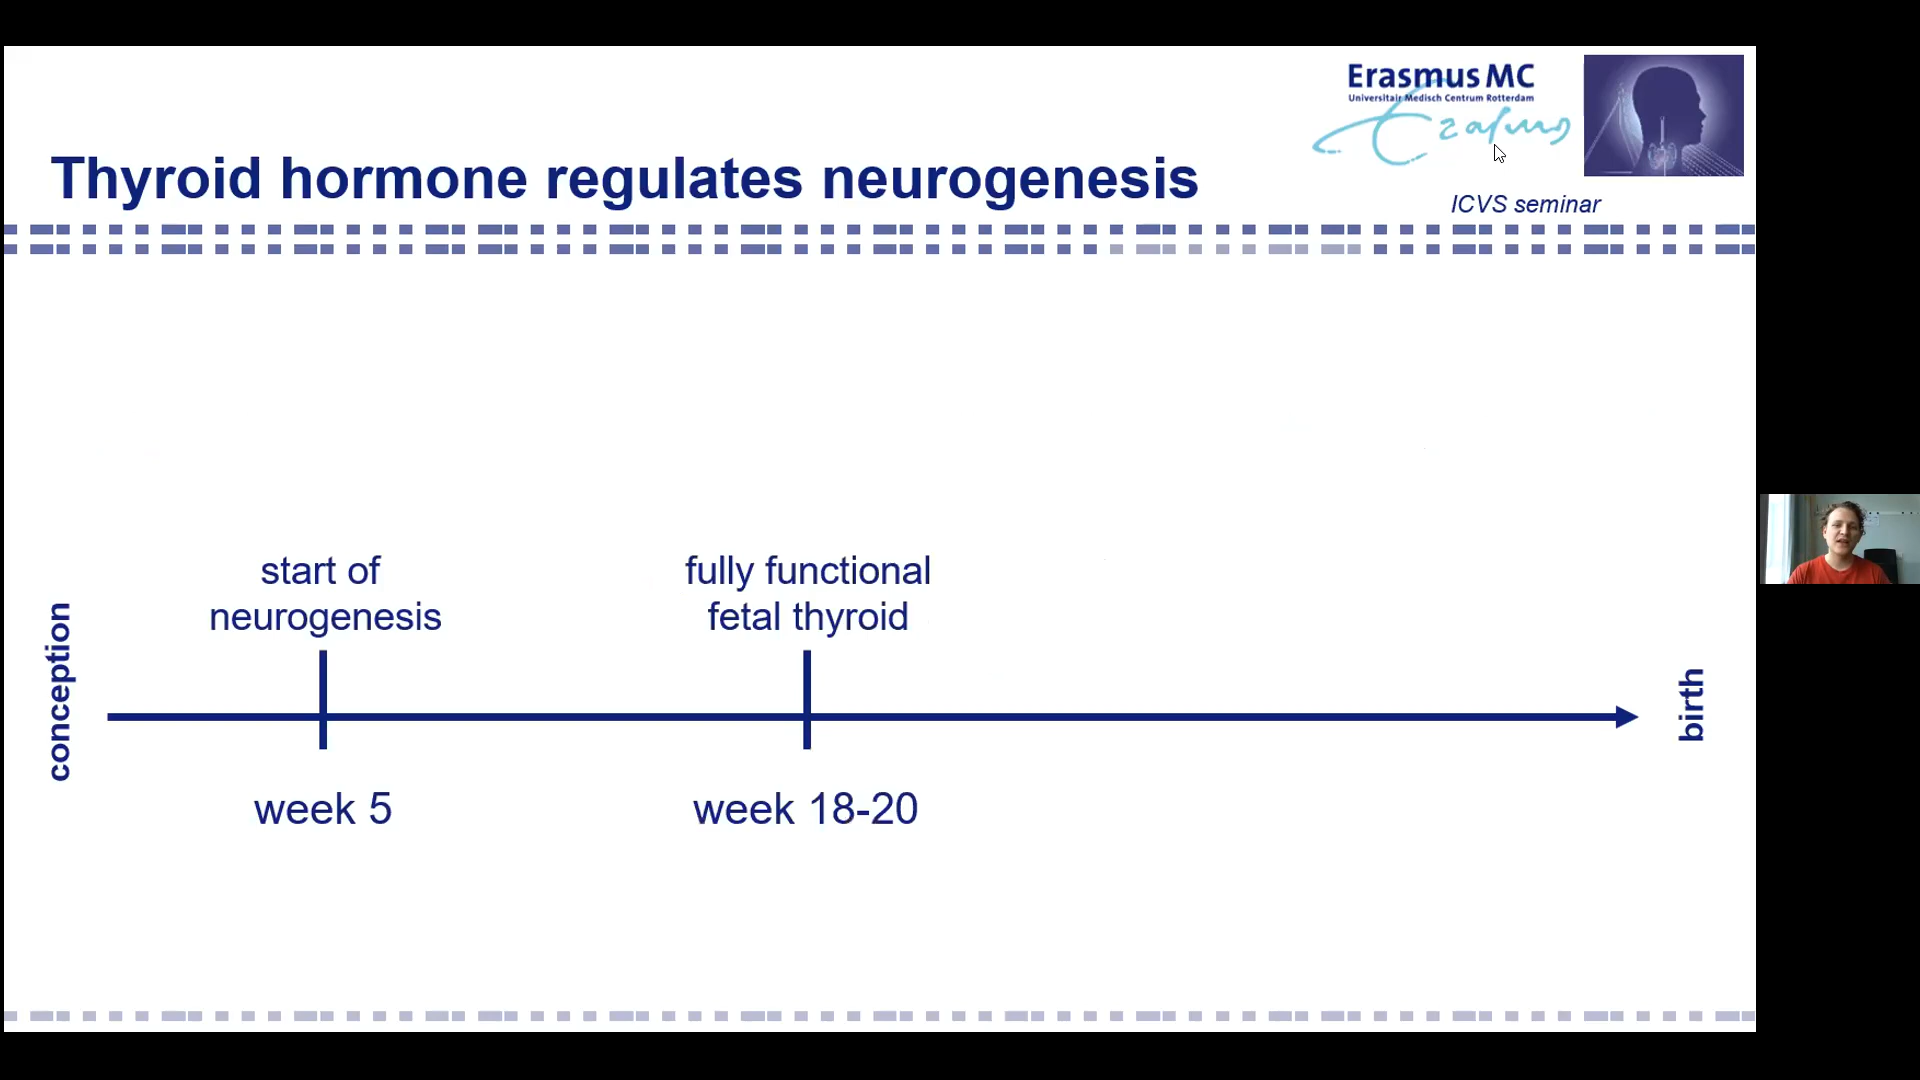 Erasmus MC
Universitair Medisch Centrum Rotterdam
Erasmus
Thyroid hormone regulates neurogenesis
ICVS seminar
start of
neurogenesis
fully functional
fetal thyroid
conception
birth
week 5
week 18-20